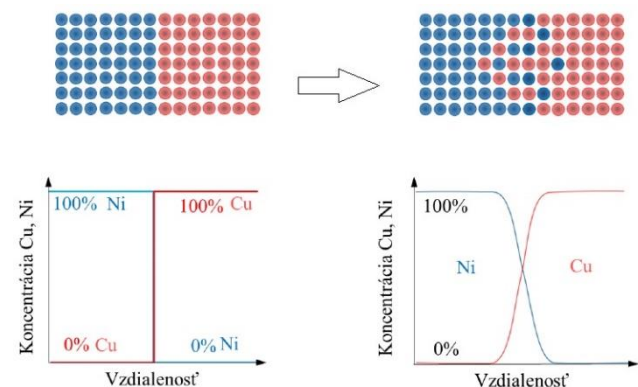 Koncentrácia Cu, Ni
100% Ni
100% Cu
0% Cu
0% Ni
Vzdialenosť
Koncentrácia Cu, Ni
100%
Ni
Cu
0%
Vzdialenosť